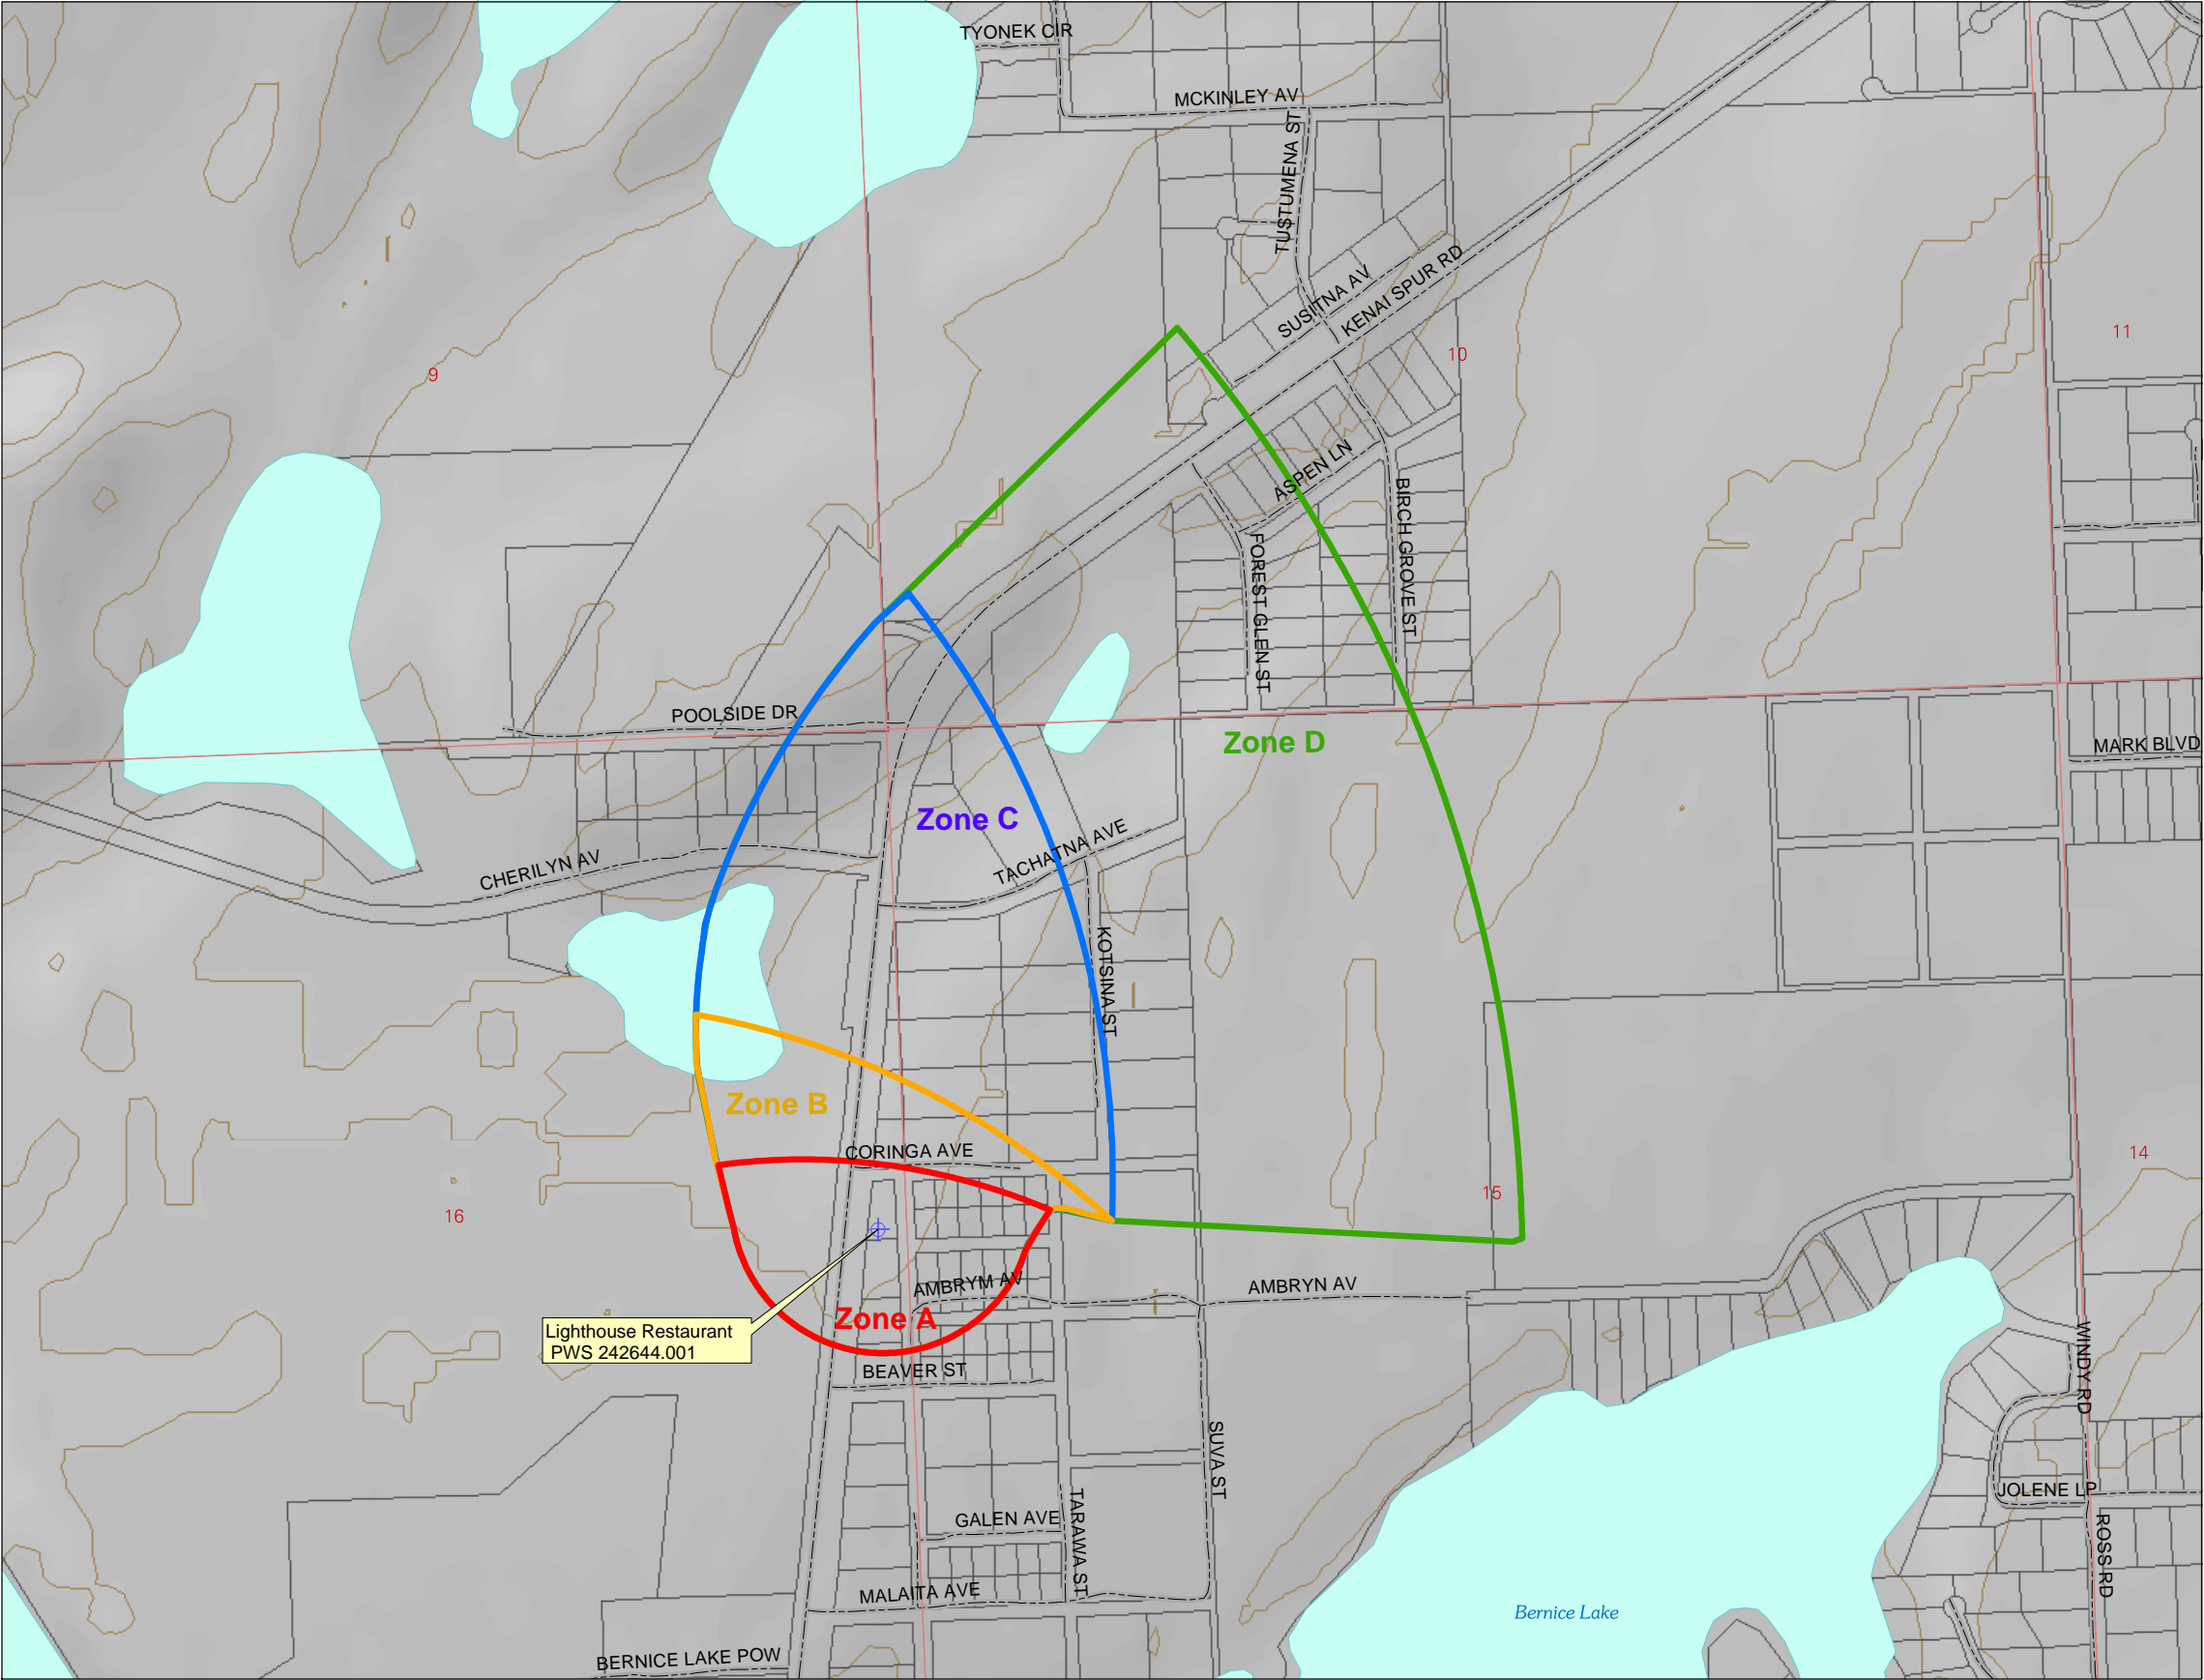 TYONEK CIR
MCKINLEY AV
TUSTUMENA ST
SUSITNA AV
KENAI SPUR RD
11
10
9
ASPEN LN
BIRCH GROVE ST
FOREST GLEN ST
POOLSIDE DR
Zone D
MARK BLVD
Zone C
TACHATNA AVE
CHERILYN AV
KOTSINA ST
Zone B
CORINGA AVE
14
15
16
AMBRYM AV
AMBRYN AV
Zone A
Lighthouse Restaurant
PWS 242644.001
BEAVER ST
WINDY RD
SUVA ST
JOLENE LP
TARAWA ST
GALEN AVE
ROSS RD
MALAITA AVE
Bernice Lake
BERNICE LAKE POW